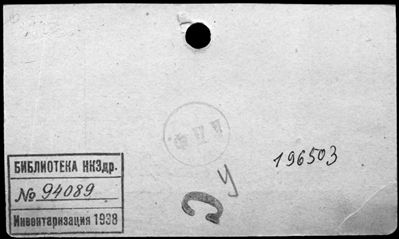 196503
БИБЛИОТЕКА НКЗдр.
№ 94089
Инвентаризация 1938
У
С